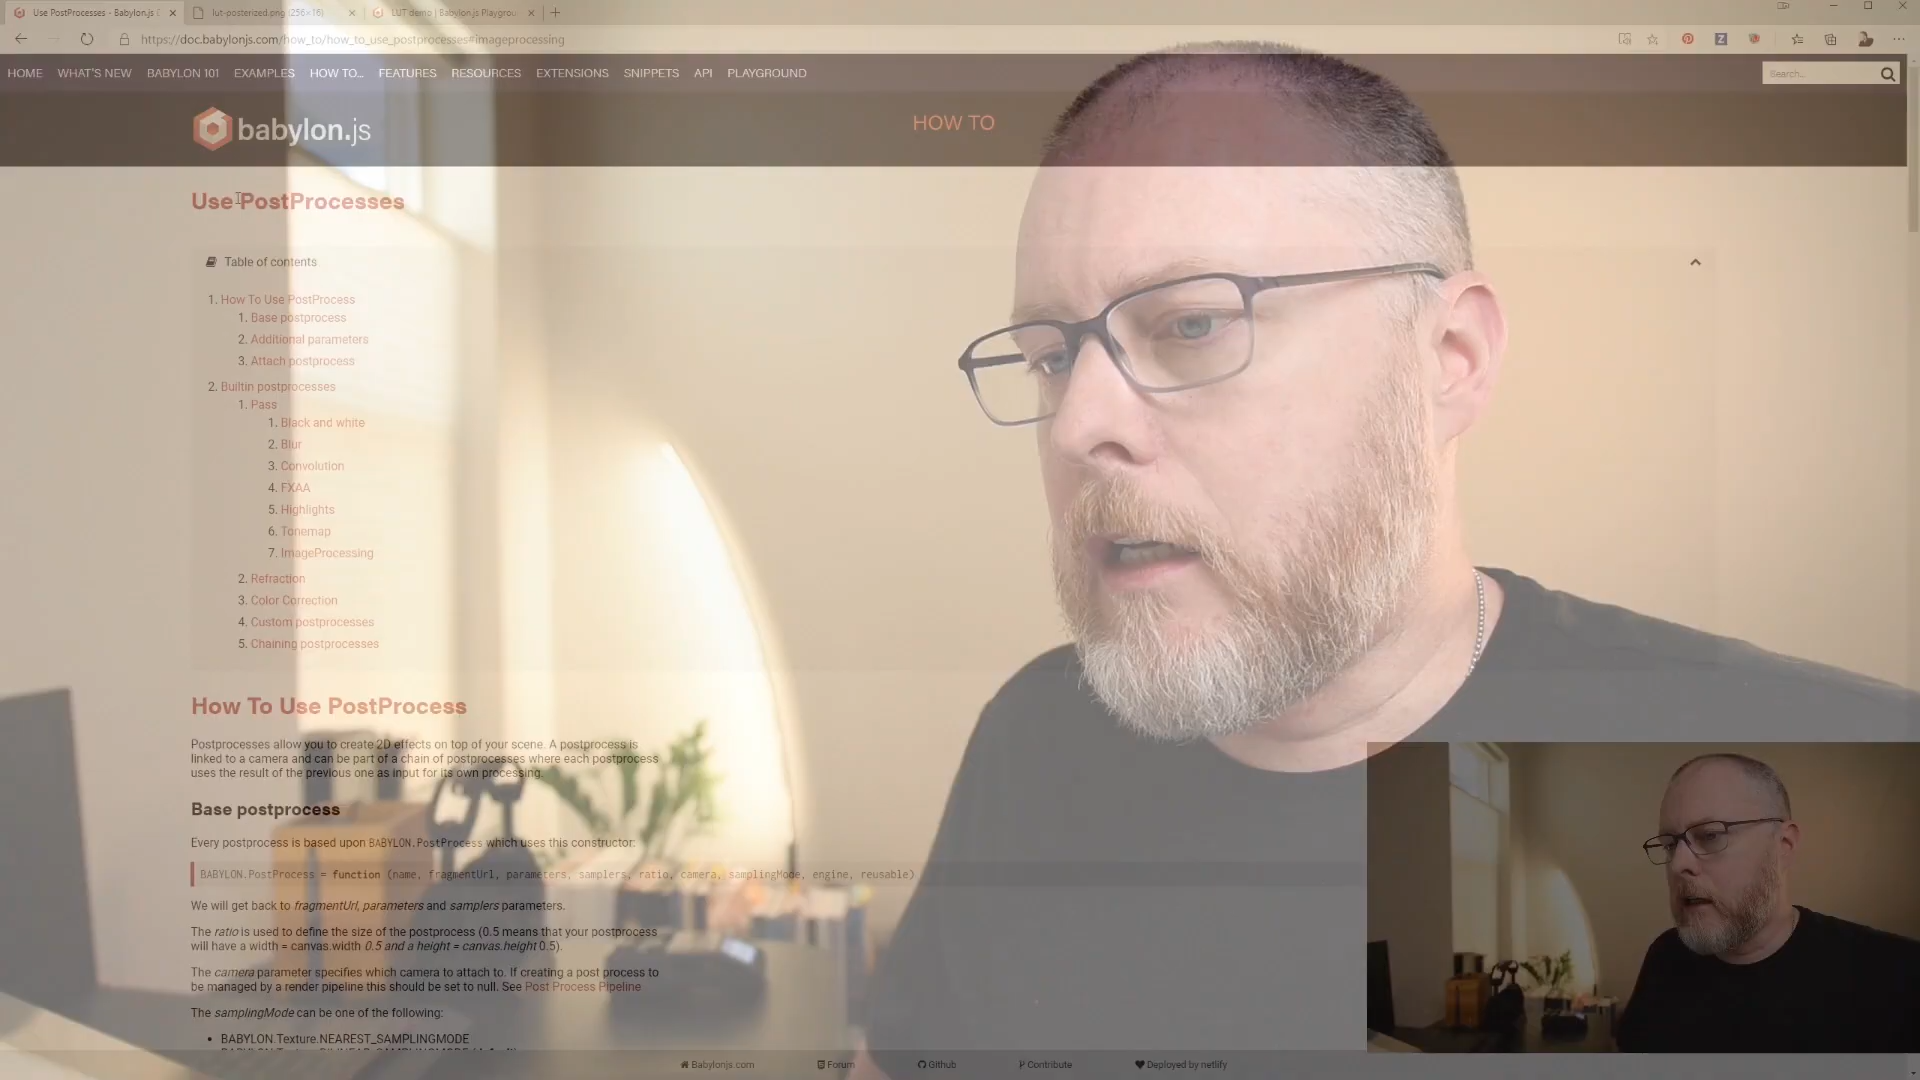 Use PostProcesses - Babylon.js
lut-posterized.png (256×16)
LUT demo | Babylon.js Playgrou
https://doc.babylonjs.com/how_to/how_to_use_postprocesses#imageprocessing
HOME WHAT'S NEW BABYLON 101 EXAMPLES HOW TO... FEATURES RESOURCES EXTENSIONS SNIPPETS API PLAYGROUND
Search...
babylon.js
HOW TO
Use PostProcesses
Table of contents
1. How To Use PostProcess
1. Base postprocess
2. Additional parameters
3. Attach postprocess
2. Builtin postprocesses
1. Pass
1. Black and white
2. Blur
3. Convolution
4. FXAA
5. Highlights
6. Tonemap
7. ImageProcessing
2. Refraction
3. Color Correction
4. Custom postprocesses
5. Chaining postprocesses
How To Use PostProcess
Postprocesses allow you to create 2D effects on top of your scene. A postprocess is
linked to a camera and can be part of a chain of postprocesses where each postprocess
uses the result of the previous one as input for its own processing.
Base postprocess
Every postprocess is based upon BABYLON.PostProcess which uses this constructor:
BABYLON.PostProcess = function (name, fragmentUrl, parameters, samplers, ratio, camera, samplingMode, engine, reusable)
We will get back to fragmentUrl, parameters and samplers parameters.
The ratio is used to define the size of the postprocess (0.5 means that your postprocess
will have a width = canvas.width 0.5 and a height = canvas.height 0.5).
The camera parameter specifies which camera to attach to. If creating a post process to
be managed by a render pipeline this should be set to null. See Post Process Pipeline
The samplingMode can be one of the following:
• BABYLON.Texture.NEAREST_SAMPLINGMODE
Babylonjs.com Forum Github Contribute Deployed by netlify